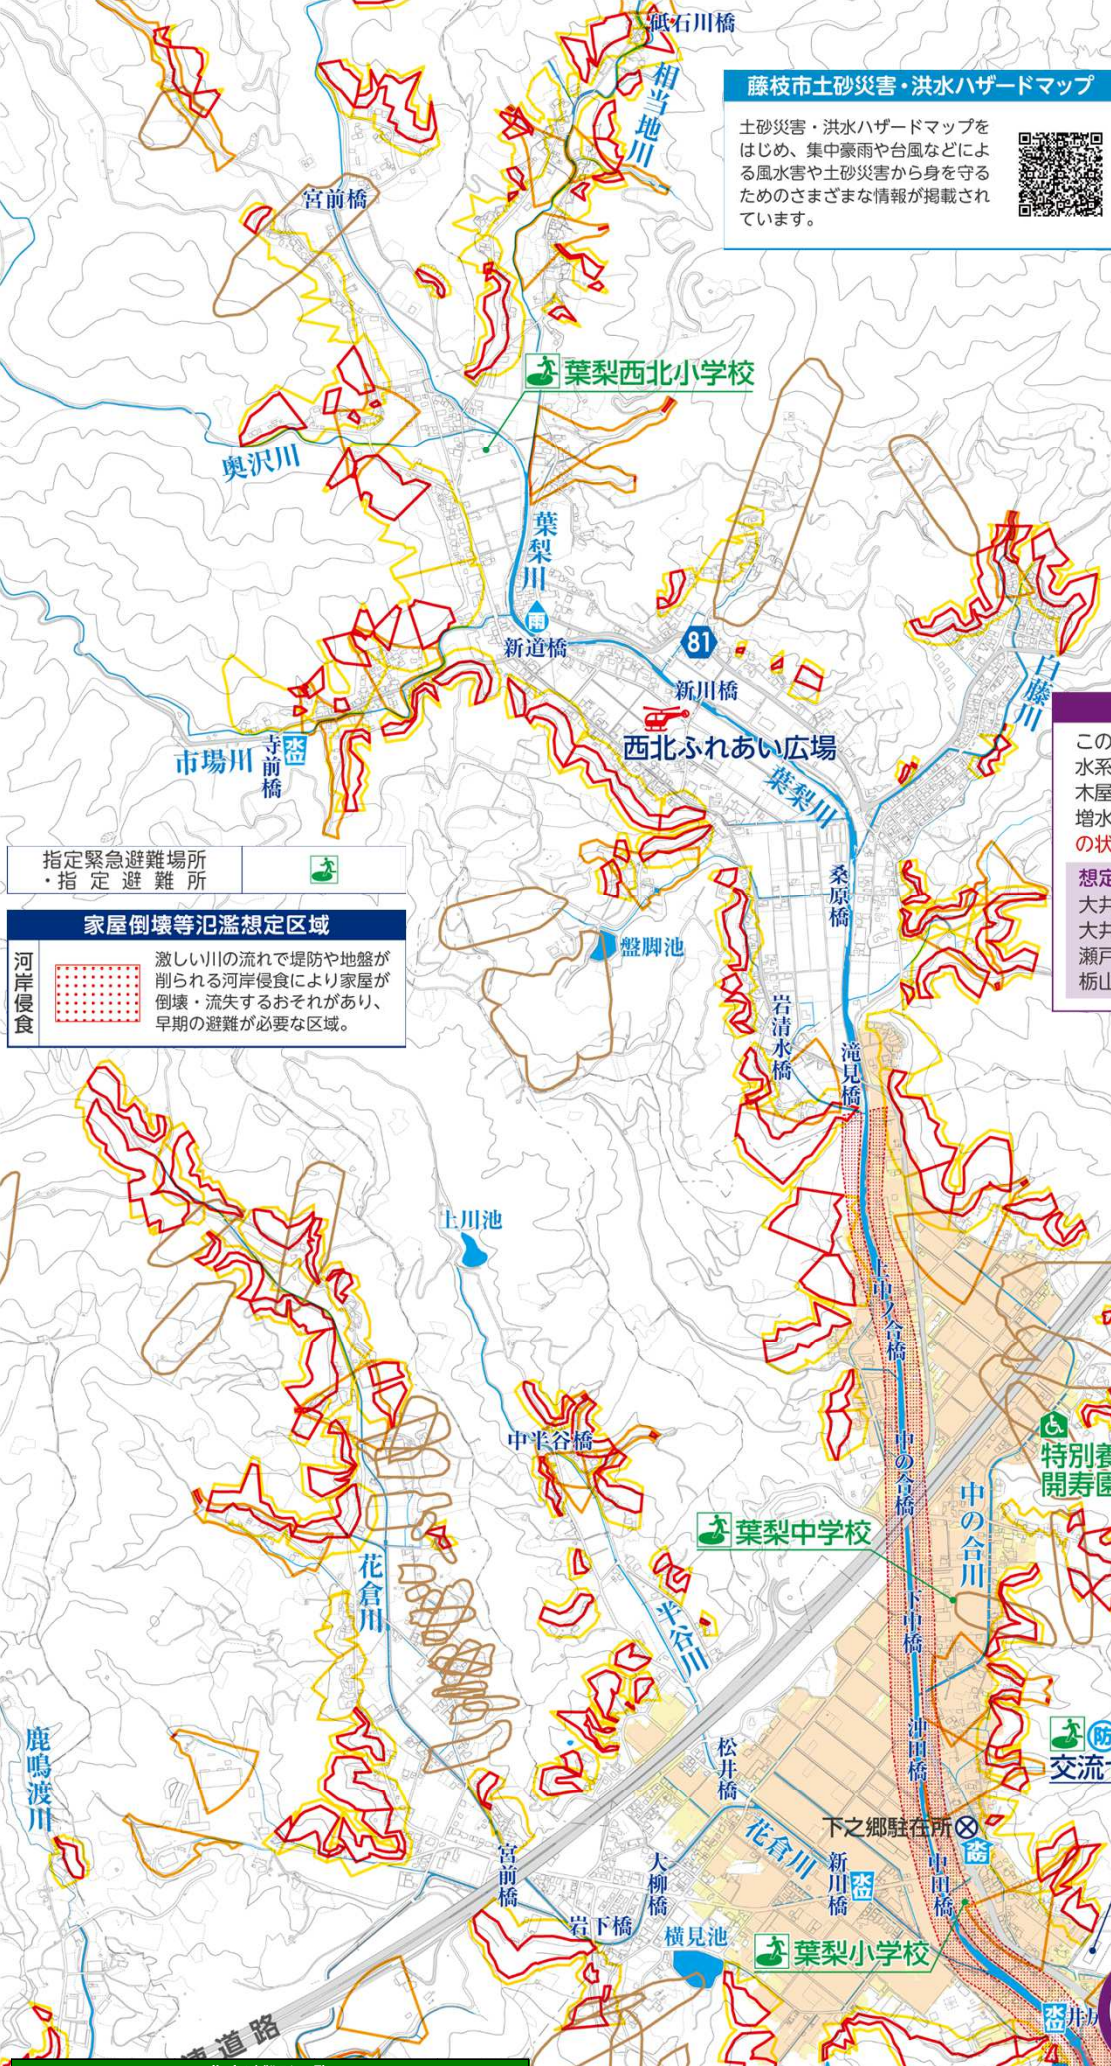 砥石川橋
相当地川
藤枝市土砂災害・洪水ハザードマップ
土砂災害・洪水ハザードマップを
はじめ、集中豪雨や台風などによ
る風水害や土砂災害から身を守る
ためのさまざまな情報が掲載され
ています。
宮前橋
葉梨西北小学校
奥沢川
葉梨川
雨
新道橋
81
新川橋
西北ふれあい広場
葉梨川
白藤川
市場川
寺前橋
水位
この
水系
木屋
増水
の状
想定
大井
大井
瀬戸
栃山
指定緊急避難場所
・指定避難所
家屋倒壊等氾濫想定区域
河岸侵食
激しい川の流れで堤防や地盤が
削られる河岸侵食により家屋が
倒壊・流失するおそれがあり、
早期の避難が必要な区域。
桑原橋
盤脚池
岩清水橋
滝見橋
上川池
上中ノ合橋
中半谷橋
中の合橋
特別養
開寿園
中の合川
葉梨中学校
花倉川
下中橋
半谷川
沖田橋
鹿鳴渡川
松井橋
防
交流
下之郷駐在所
水防
花倉川
新川橋
水位
中田橋
宮前橋
大柳橋
岩下橋
横見池
葉梨小学校
水位
道路